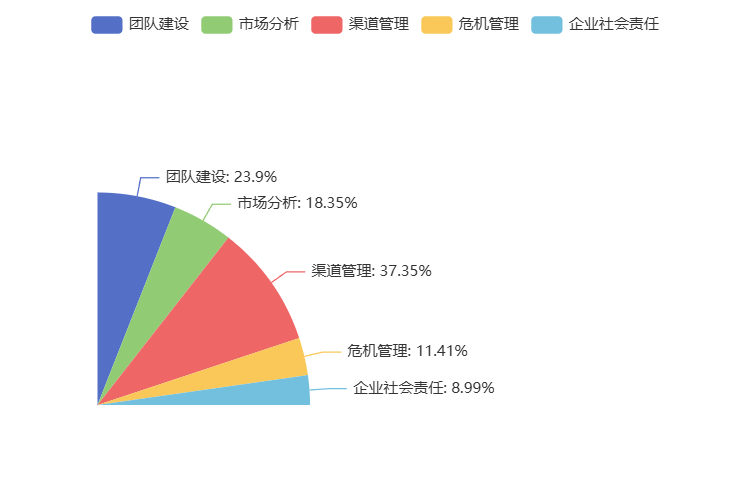 团队建设 市场分析 渠道管理 危机管理 企业社会责任
团队建设: 23.9%
市场分析: 18.35%
渠道管理: 37.35%
危机管理: 11.41%
企业社会责任: 8.99%